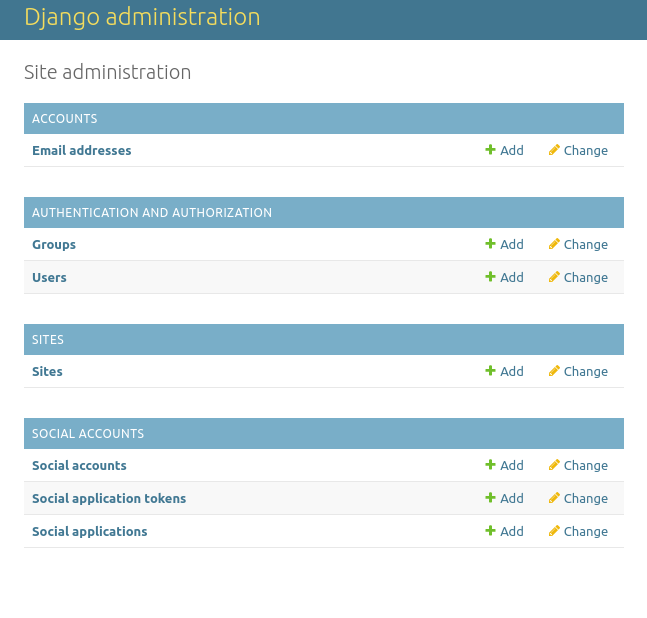 Django administration
Site administration
ACCOUNTS
Email addresses Add Change
AUTHENTICATION AND AUTHORIZATION
Groups Add Change
Users Add Change
SITES
Sites Add Change
SOCIAL ACCOUNTS
Social accounts Add Change
Social application tokens Add Change
Social applications Add Change